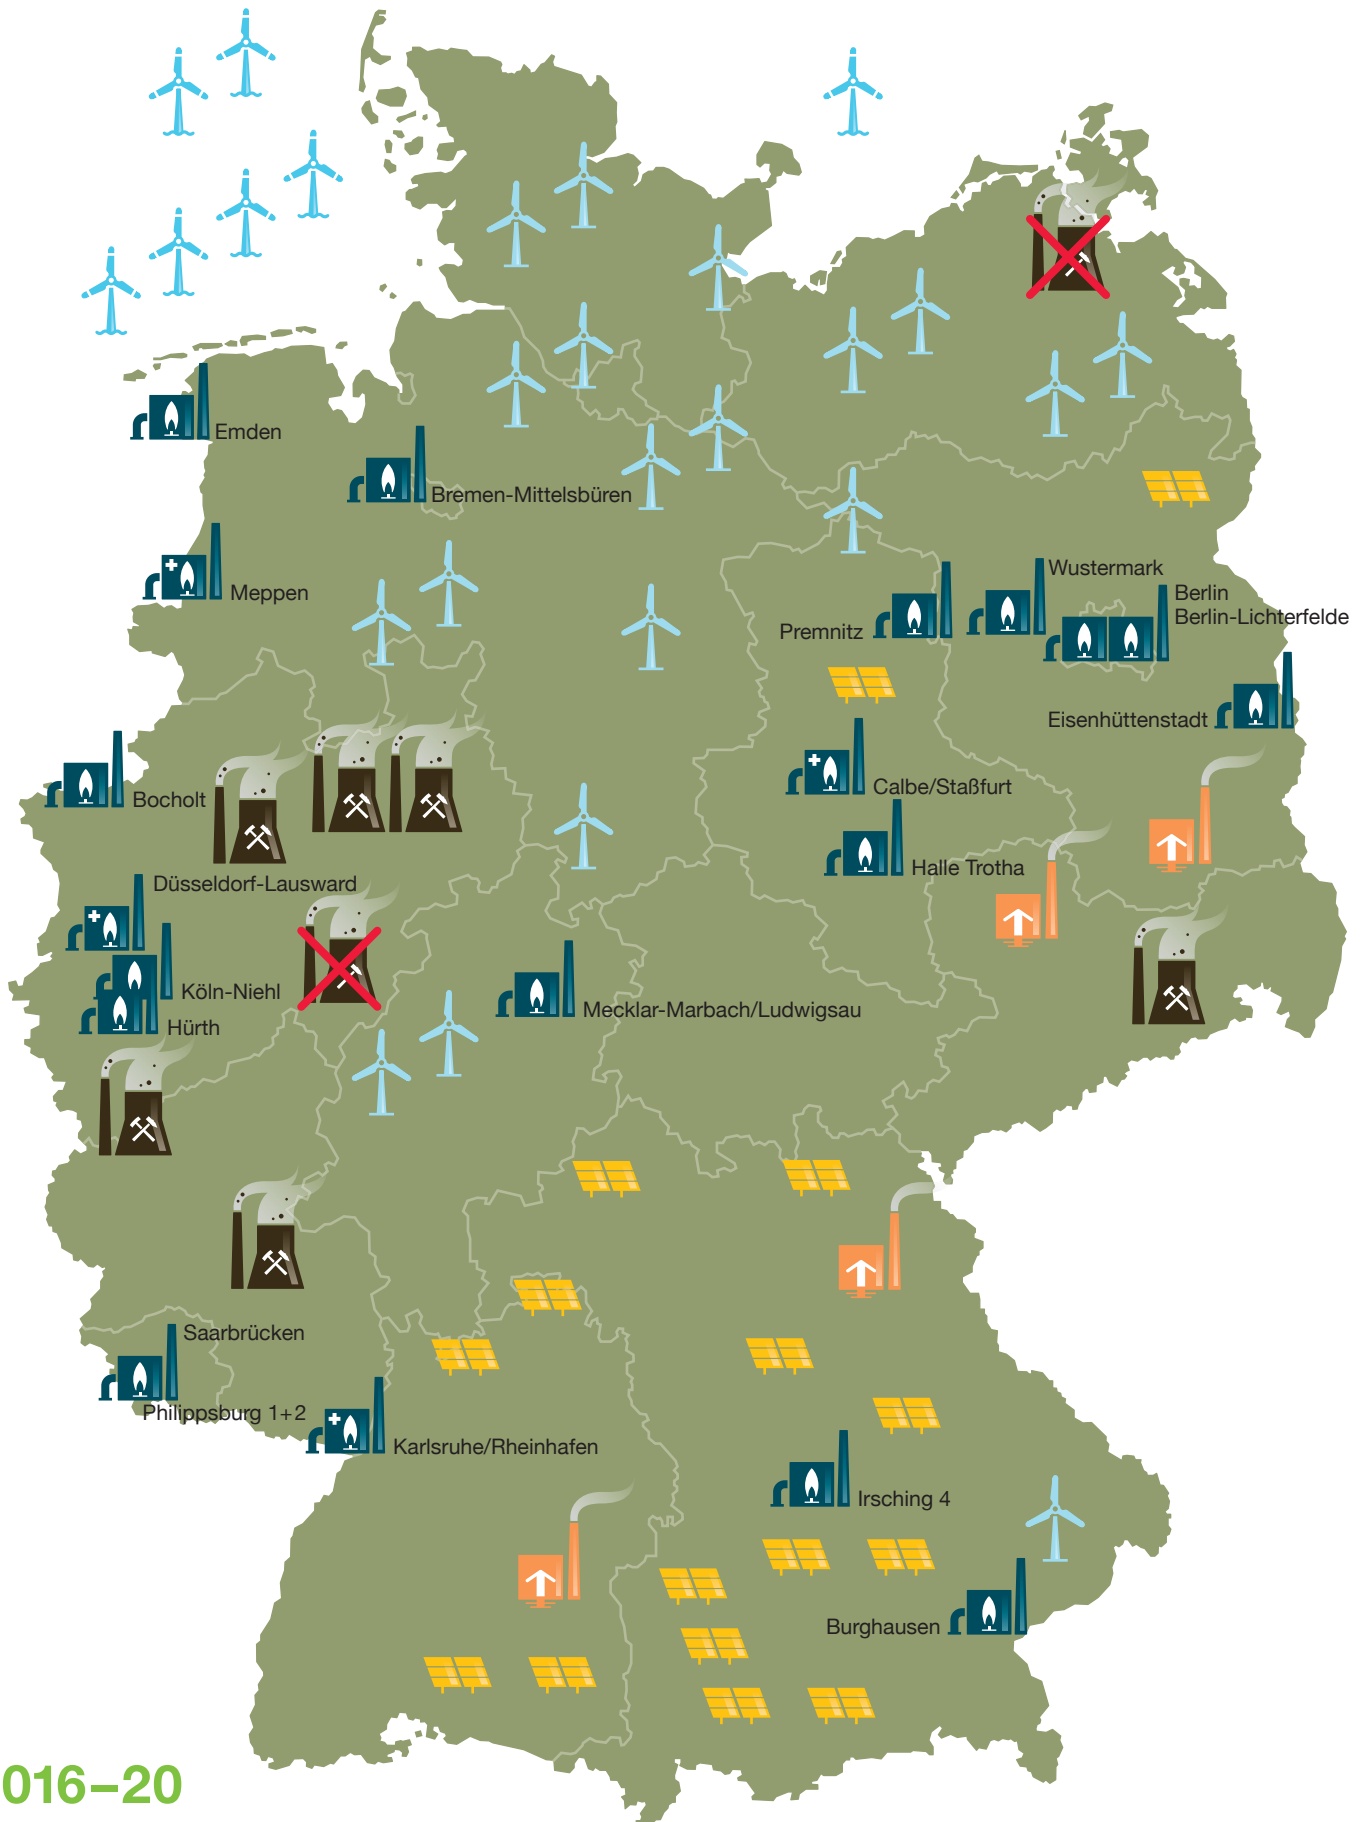 Emden
Bremen-Mittelsbüren
Meppen
Wustermark
Berlin
Berlin-Lichterfelde
Premnitz
Eisenhüttenstadt
Bocholt
Calbe/Staßfurt
Halle Trotha
Düsseldorf-Lausward
Köln-Niehl
Mecklar-Marbach/Ludwigsau
Hürth
Saarbrücken
Philippsburg 1+2
Karlsruhe/Rheinhafen
Irsching 4
Burghausen
016–20